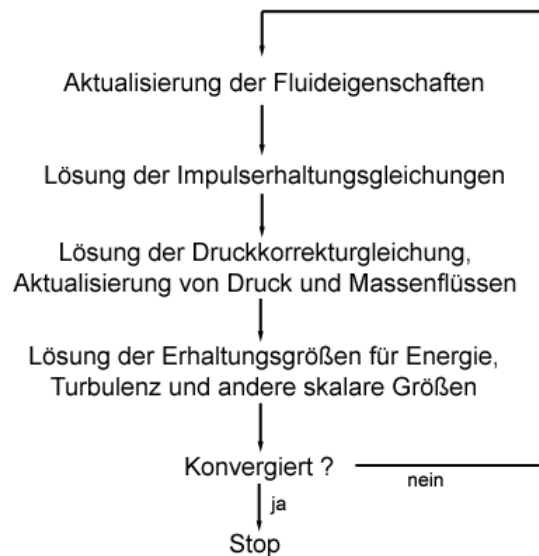 Aktualisierung der Fluideigenschaften
Lösung der Impulserhaltungsgleichungen
Lösung der Druckkorrekturgleichung,
Aktualisierung von Druck und Massenflüssen
Lösung der Erhaltungsgrößen für Energie,
Turbulenz und andere skalare Größen
Konvergiert ?
nein
ja
Stop